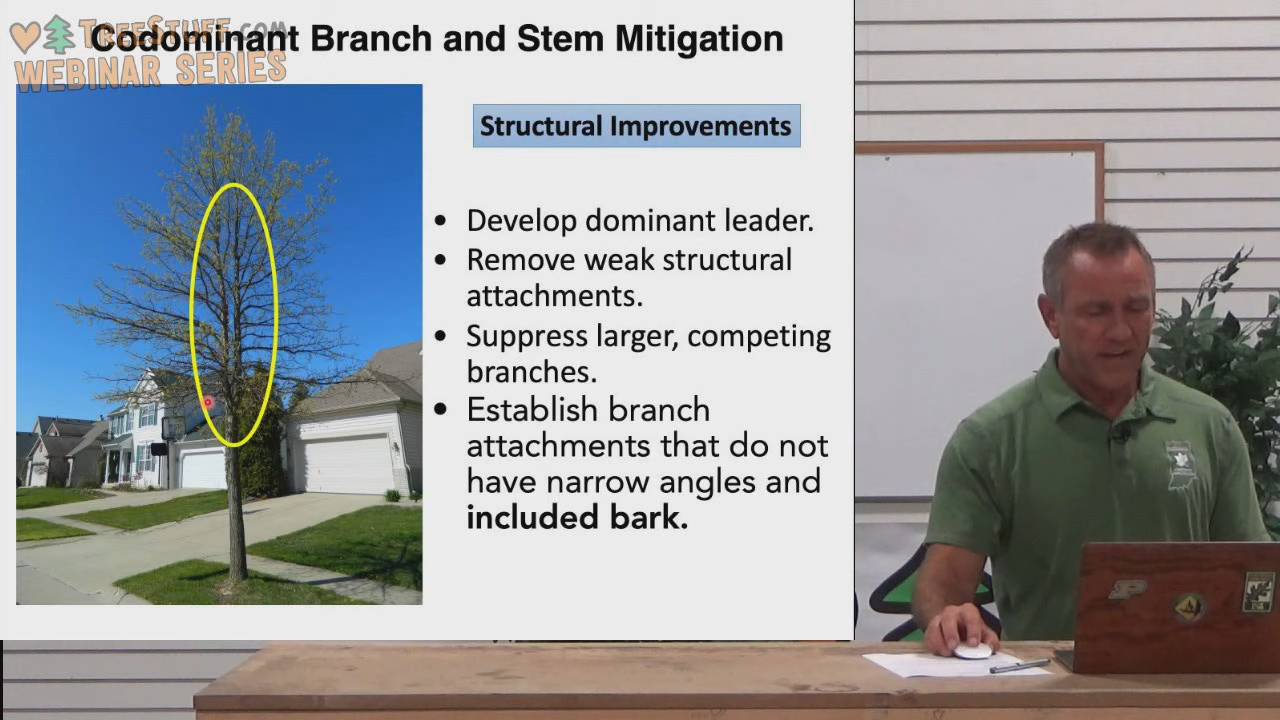 TREESTUFF.com
WEBINAR SERIES
Codominant Branch and Stem Mitigation
Structural Improvements
• Develop dominant leader.
• Remove weak structural
attachments.
• Suppress larger, competing
branches.
• Establish branch
attachments that do not
have narrow angles and
included bark.
P